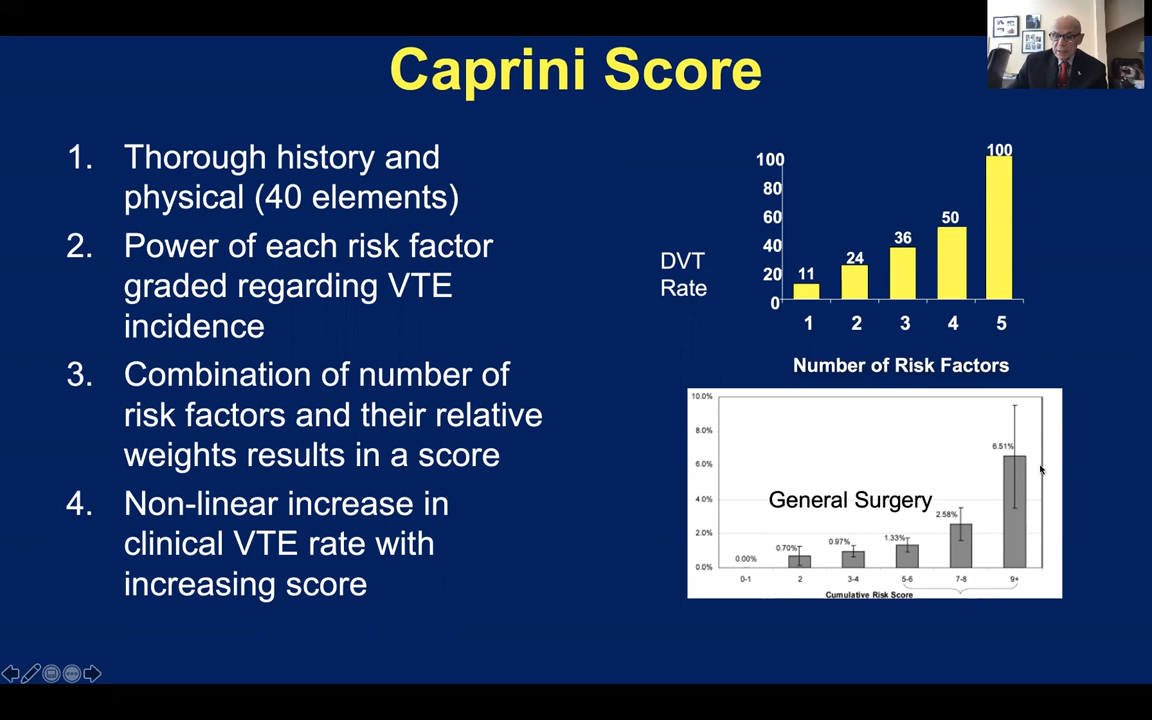 Caprini Score
1. Thorough history and
physical (40 elements)
2. Power of each risk factor
graded regarding VTE
incidence
3. Combination of number of
risk factors and their relative
weights results in a score
4. Non-linear increase in
clinical VTE rate with
increasing score
DVT
Rate
100
80
60
40
20
0
11
24
36
50
100
1 2 3 4 5
Number of Risk Factors
10.0%
8.0%
6.0%
4.0%
2.0%
0.0%
General Surgery
0.00%
0.70%
0.97%
1.33%
2.58%
6.51%
0-1 2 3-4 5-6 7-8 9+
Cumulative Risk Score